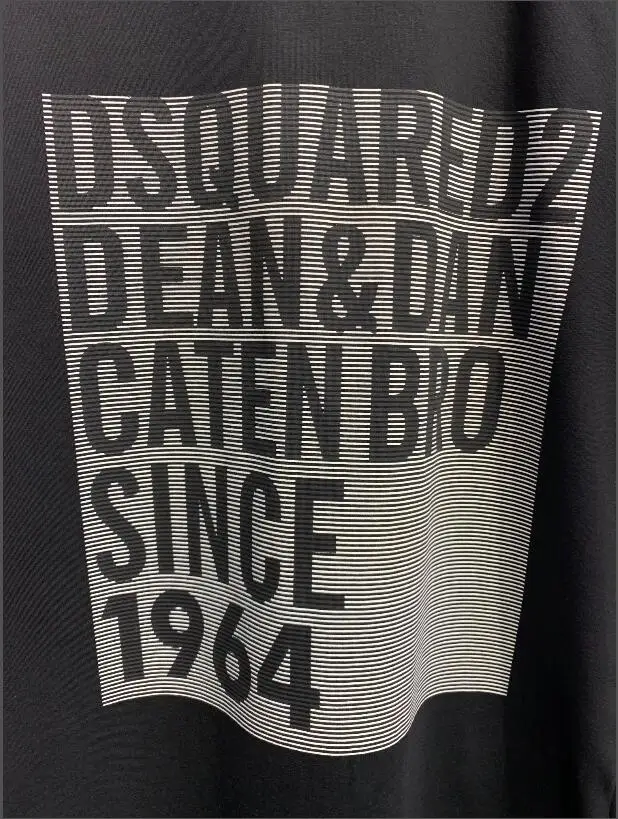 DSQUARED2
DEAN & DAN
CATEN BRO
SINCE
1964